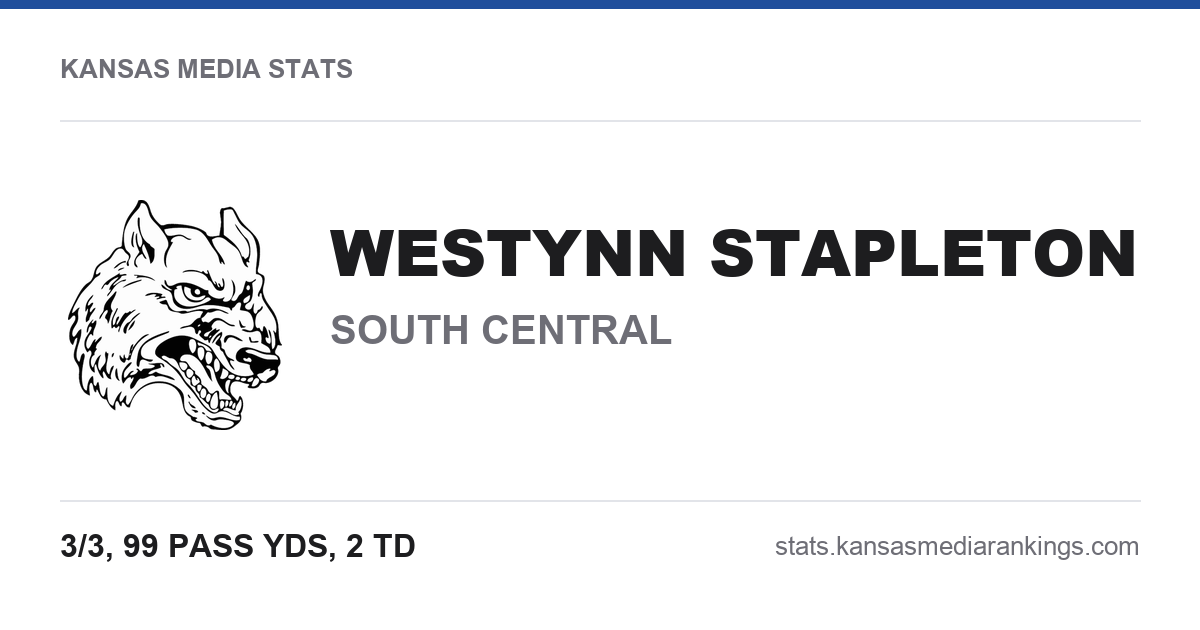 KANSAS MEDIA STATS
WESTYNN STAPLETON
SOUTH CENTRAL
3/3, 99 PASS YDS, 2 TD
stats.kansasmediarankings.com